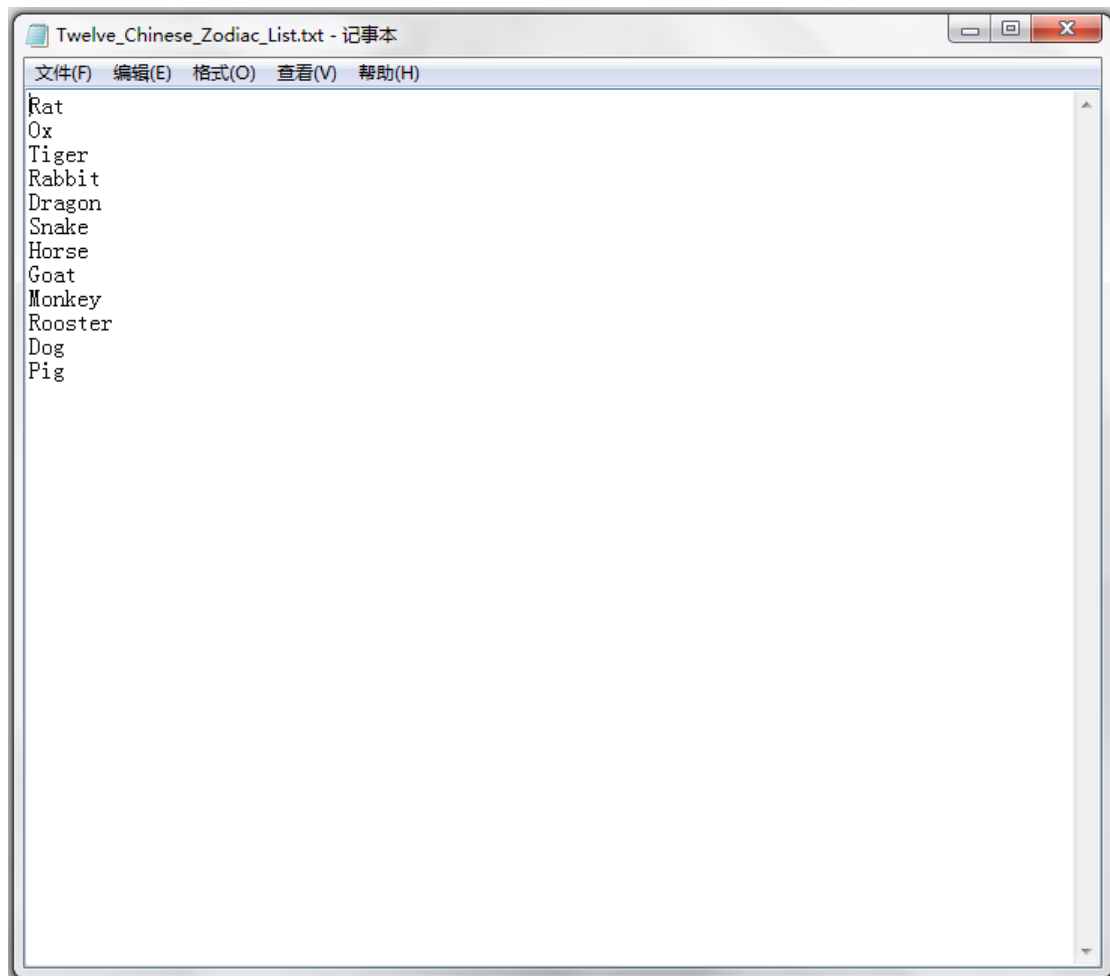 Twelve_Chinese_Zodiac_List.txt - 记事本
文件(F) 编辑(E) 格式(O) 查看(V) 帮助(H)
Rat
Ox
Tiger
Rabbit
Dragon
Snake
Horse
Goat
Monkey
Rooster
Dog
Pig